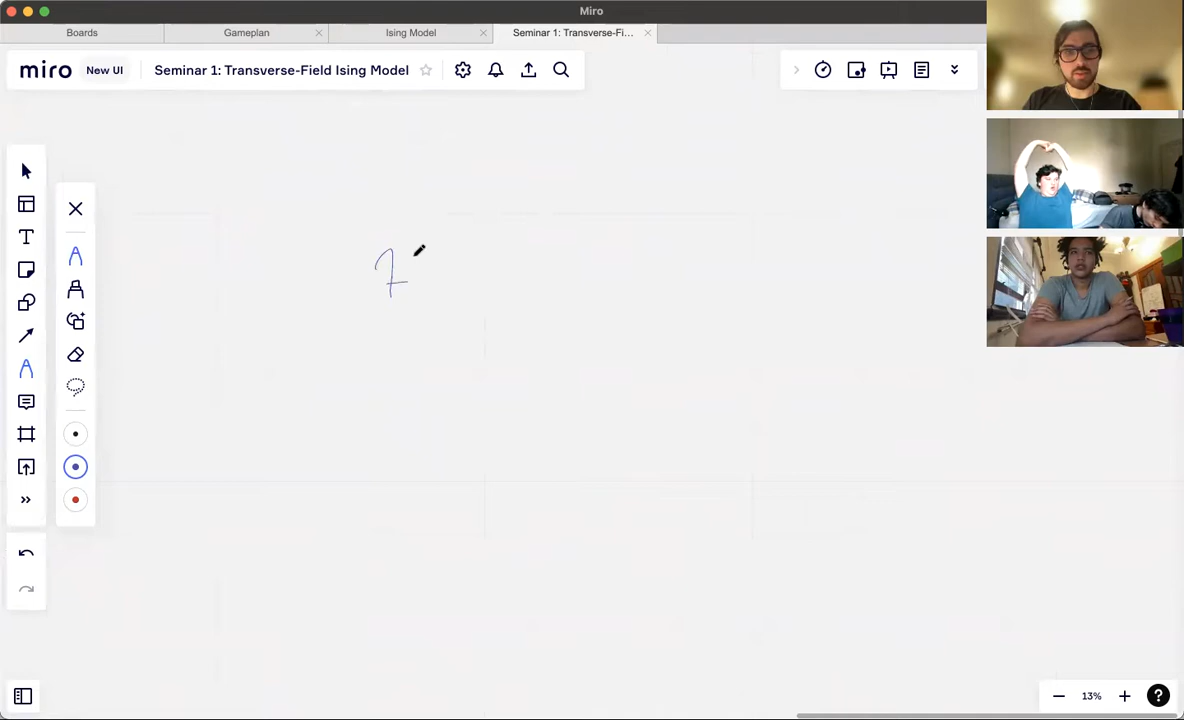 Miro
Boards
Gameplan
Ising Model
Seminar 1: Transverse-Fi...
miro
New UI
Seminar 1: Transverse-Field Ising Model
13%